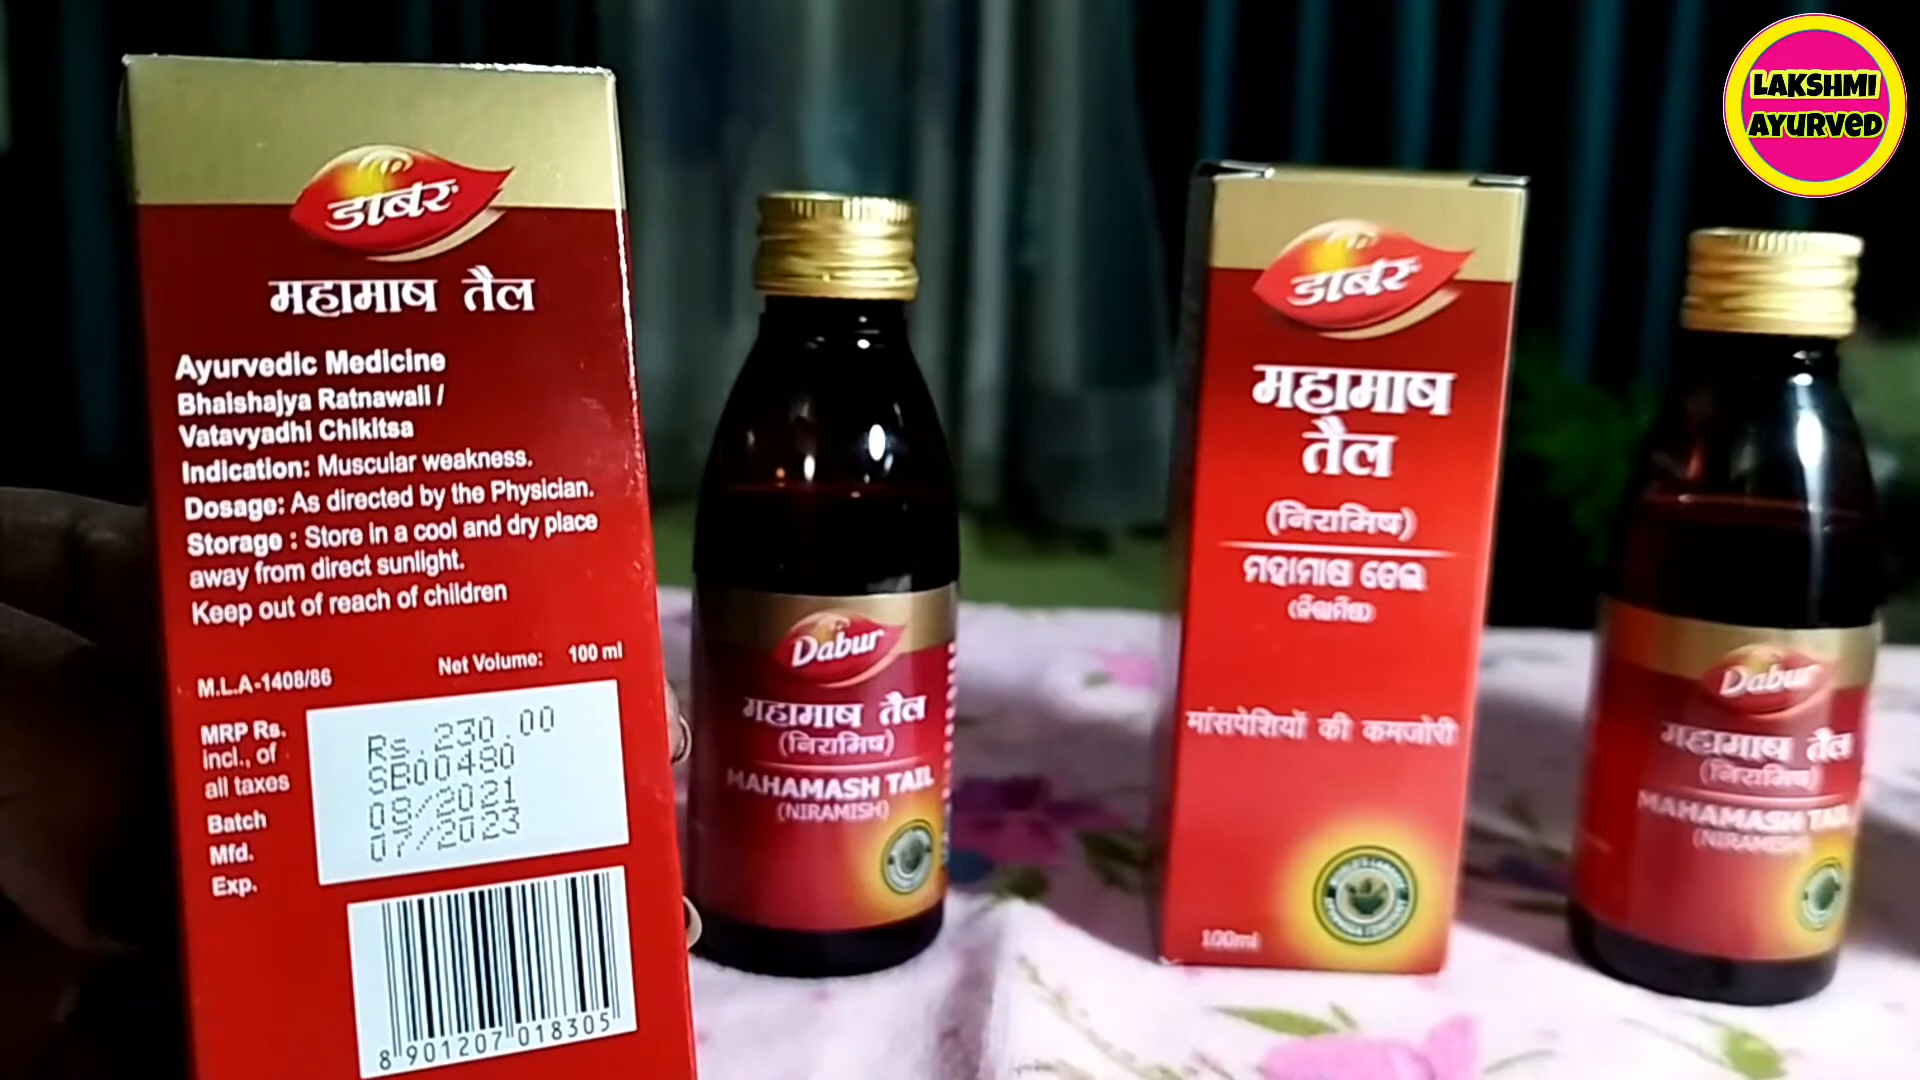 LAKSHMI
AYURVED
डाबर
महामाष तैल
Ayurvedic Medicine
Bhaishajya Ratnawali /
Vatavyadhi Chikitsa
Indication: Muscular weakness.
Dosage: As directed by the Physician.
Storage : Store in a cool and dry place
away from direct sunlight.
Keep out of reach of children
M.L.A-1408/86
Net Volume: 100 ml
MRP Rs.
incl., of
all taxes
Batch
Mfd.
Exp.
Rs.230.00
SB00480
08/2021
07/2023
8 901207 018305
Dabur
महामाष तैल
(निरामिष)
MAHAMASH TAIL
(NIRAMISH)
डाबर
महामाष
तैल
(निरामिष)
ମହାମାଷ ତେଲ
मांसपेशियों की कमजोरी
100ml
Dabur
महामाष तैल
(निरामिष)
MAHAMASH TAIL
(NIRAMISH)